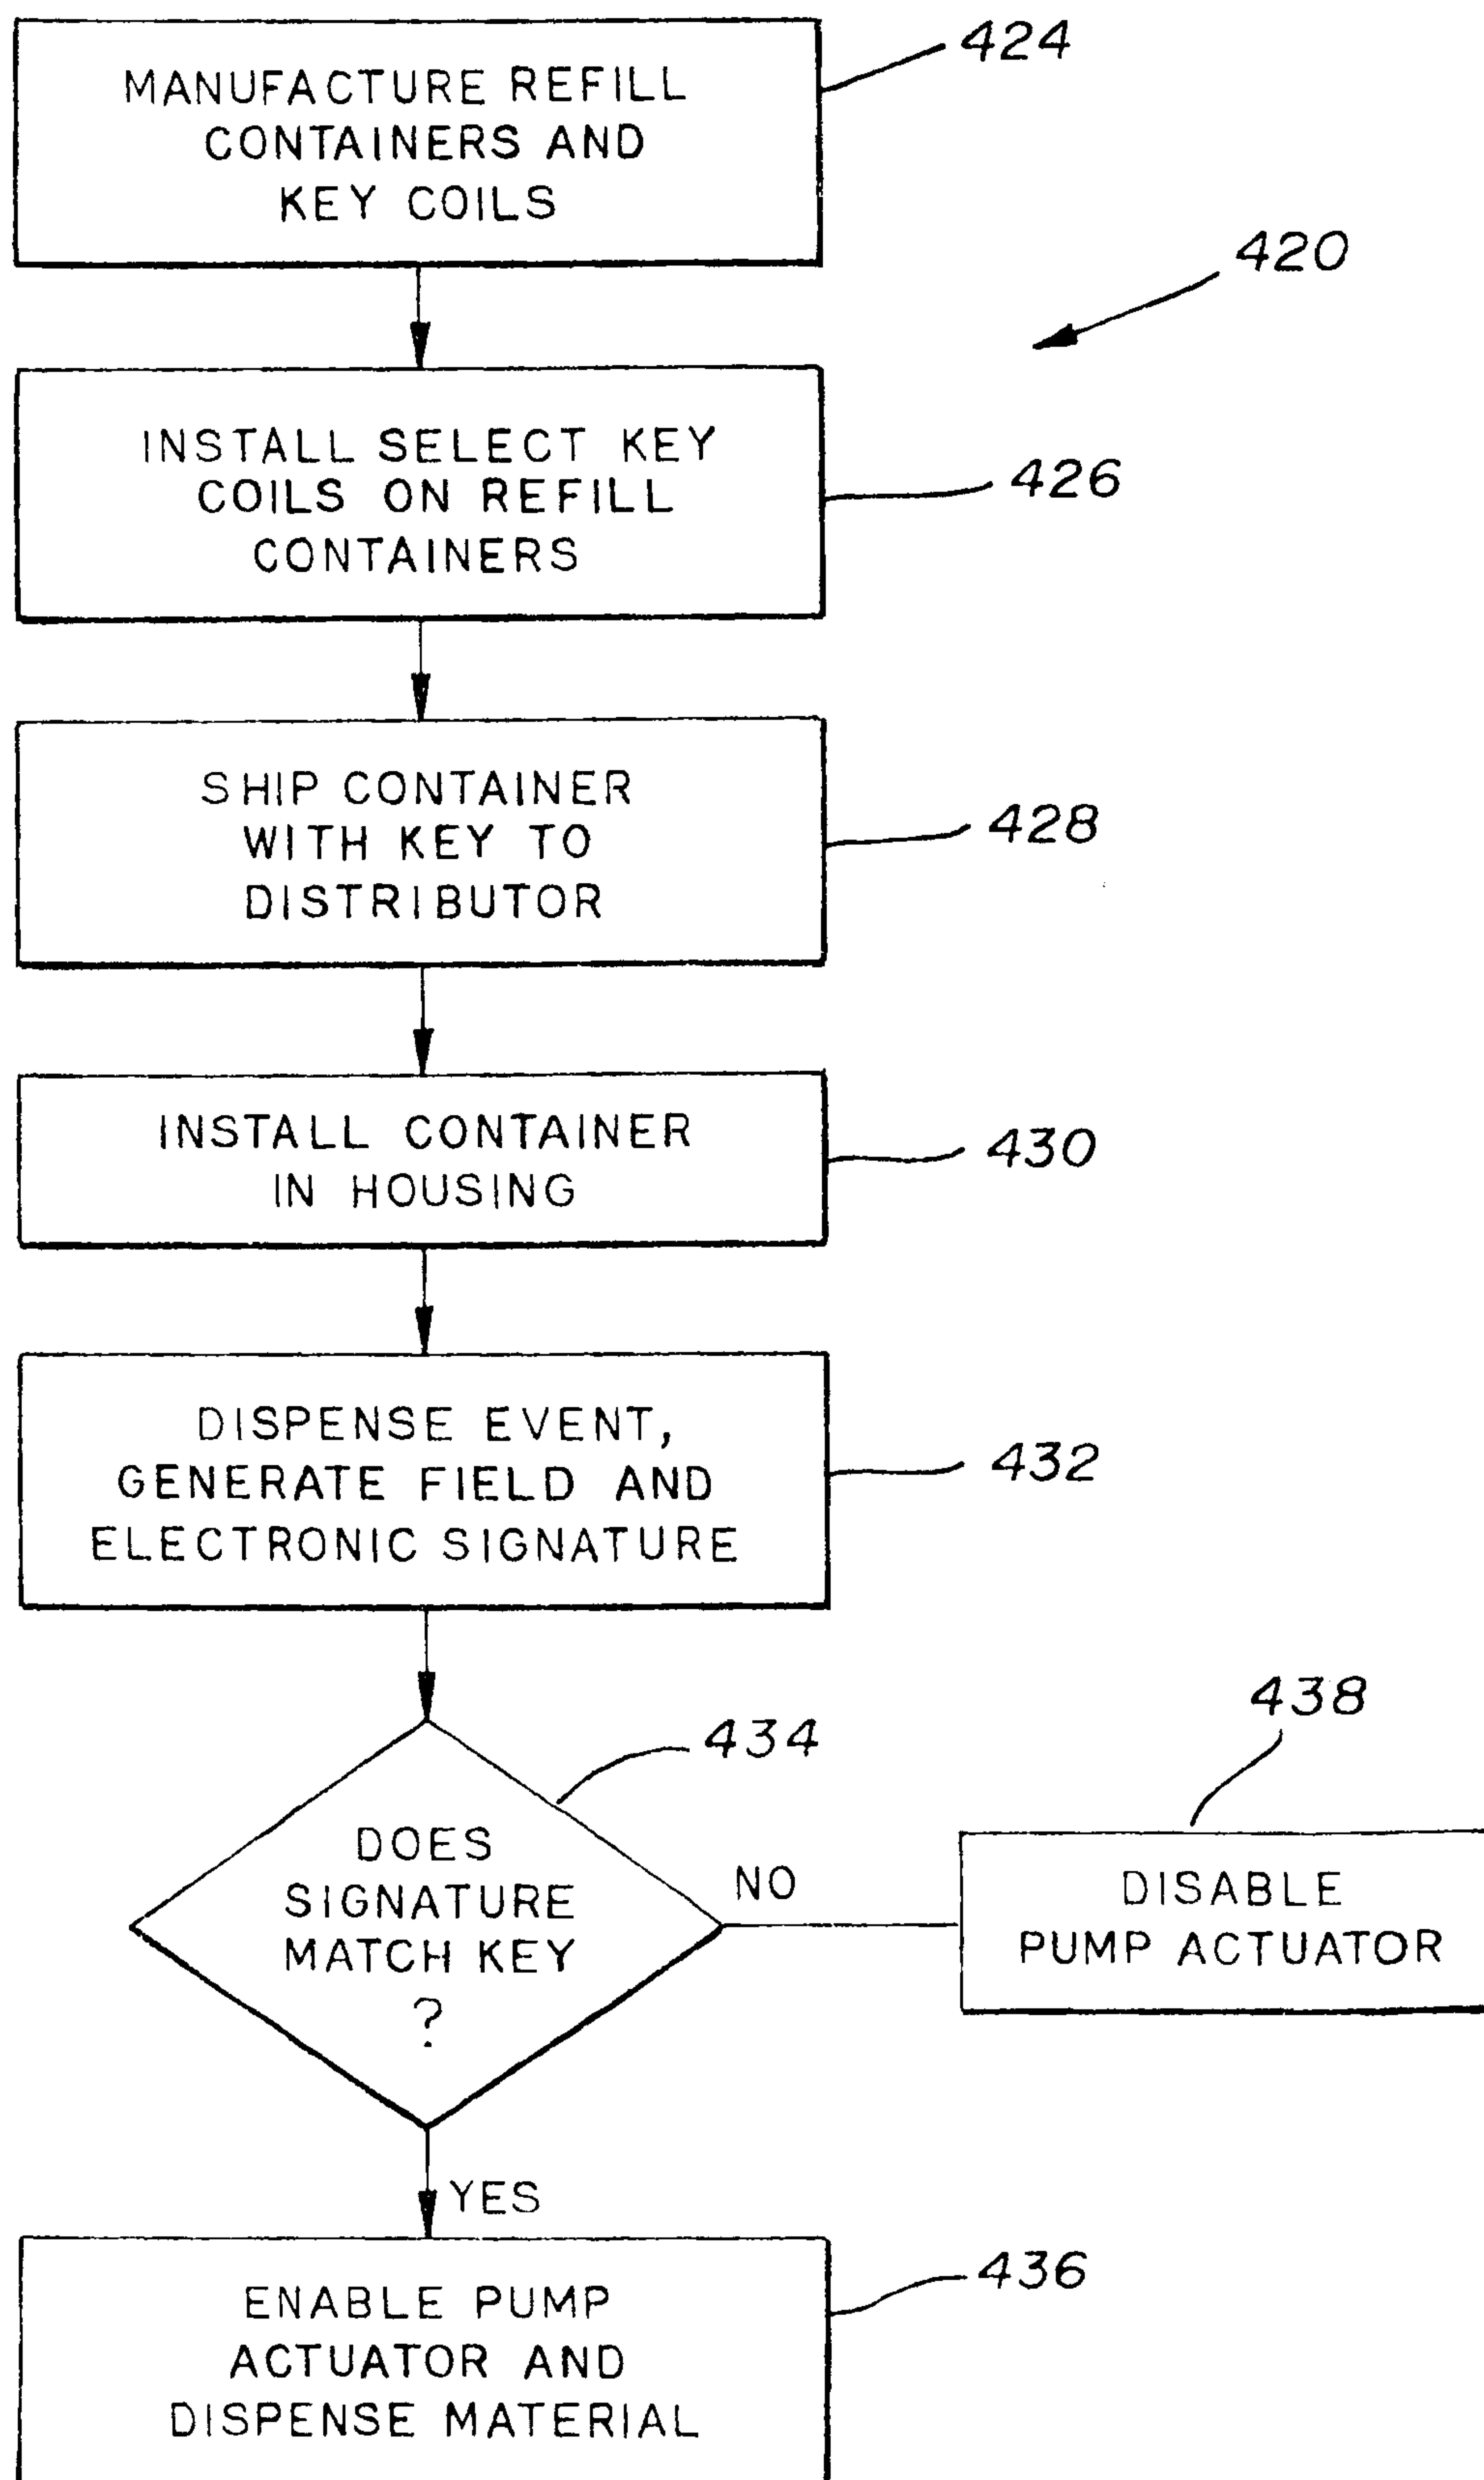 MANUFACTURE REFILL
CONTAINERS AND
KEY COILS
424
420
INSTALL SELECT KEY
COILS ON REFILL
CONTAINERS
426
SHIP CONTAINER
WITH KEY TO
DISTRIBUTOR
428
INSTALL CONTAINER
IN HOUSING
430
DISPENSE EVENT,
GENERATE FIELD AND
ELECTRONIC SIGNATURE
432
434
DOES
SIGNATURE
MATCH KEY
?
NO
438
DISABLE
PUMP ACTUATOR
YES
ENABLE PUMP
ACTUATOR AND
DISPENSE MATERIAL
436